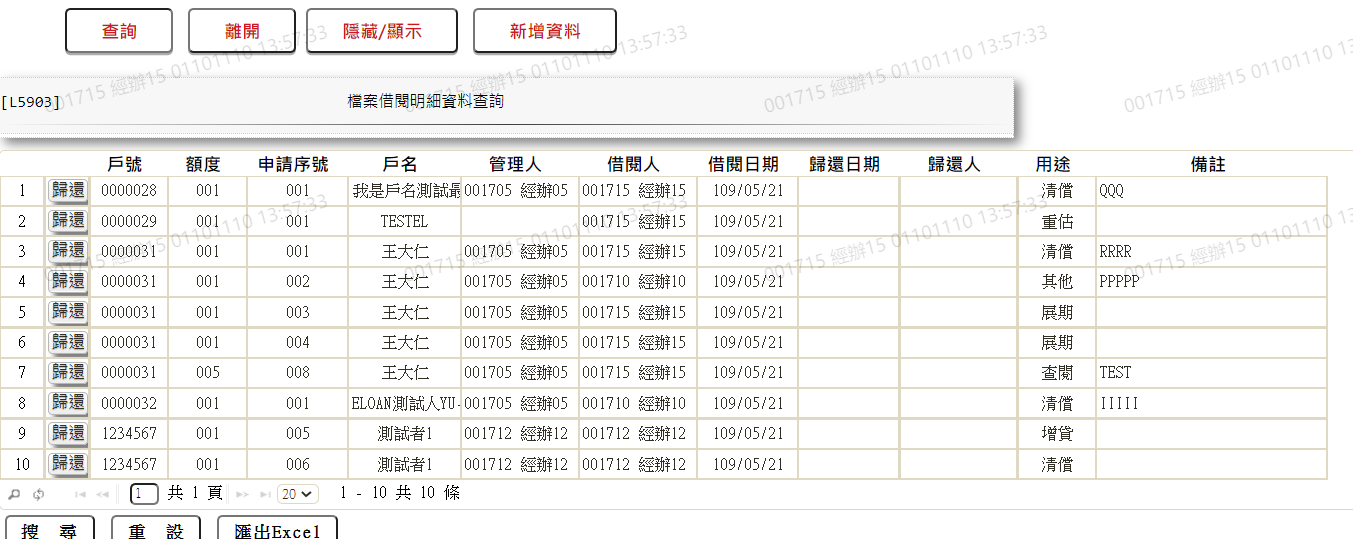 查詢 離開 隱藏/顯示 新增資料
001715 經辦15 01101110 13:57:33
[L5903] 檔案借閱明細資料查詢
戶號 額度 申請序號 戶名 管理人 借閱人 借閱日期 歸還日期 歸還人 用途 備註
1 歸還 0000028 001 001 我是戶名測試最 001705 經辦05 001715 經辦15 109/05/21 清償 QQQ
2 歸還 0000029 001 001 TESTEL 001715 經辦15 109/05/21 重估
3 歸還 0000031 001 001 王大仁 001705 經辦05 001715 經辦15 109/05/21 清償 RRRR
4 歸還 0000031 001 002 王大仁 001705 經辦05 001710 經辦10 109/05/21 其他 PPPPP
5 歸還 0000031 001 003 王大仁 001705 經辦05 001715 經辦15 109/05/21 展期
6 歸還 0000031 001 004 王大仁 001705 經辦05 001715 經辦15 109/05/21 展期
7 歸還 0000031 005 008 王大仁 001705 經辦05 001715 經辦15 109/05/21 查閱 TEST
8 歸還 0000032 001 001 ELOAN測試人YU 001705 經辦05 001710 經辦10 109/05/21 清償 IIIII
9 歸還 1234567 001 005 測試者1 001712 經辦12 001712 經辦12 109/05/21 增貸
10 歸還 1234567 001 006 測試者1 001712 經辦12 001712 經辦12 109/05/21 清償
1 共 1 頁 20 1 - 10 共 10 條
搜 尋 重 設 匯出Excel